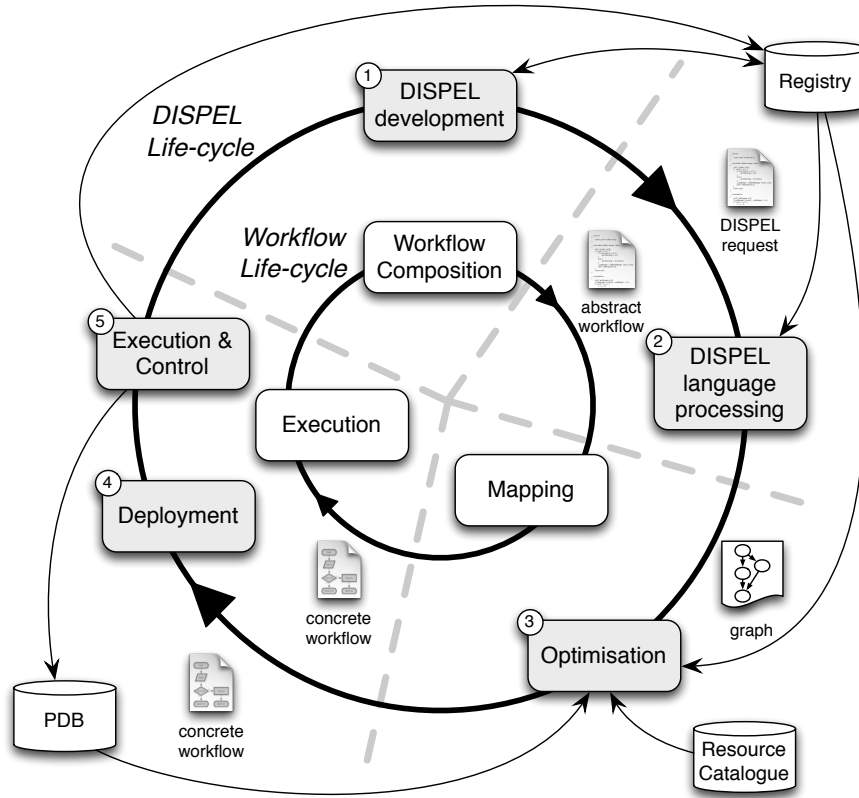 1
DISPEL
development
Registry
DISPEL
Life-cycle
DISPEL
request
Workflow
Life-cycle
Workflow
Composition
abstract
workflow
5
Execution &
Control
2
DISPEL
language
processing
Execution
4
Deployment
Mapping
concrete
workflow
graph
3
Optimisation
concrete
workflow
PDB
Resource
Catalogue